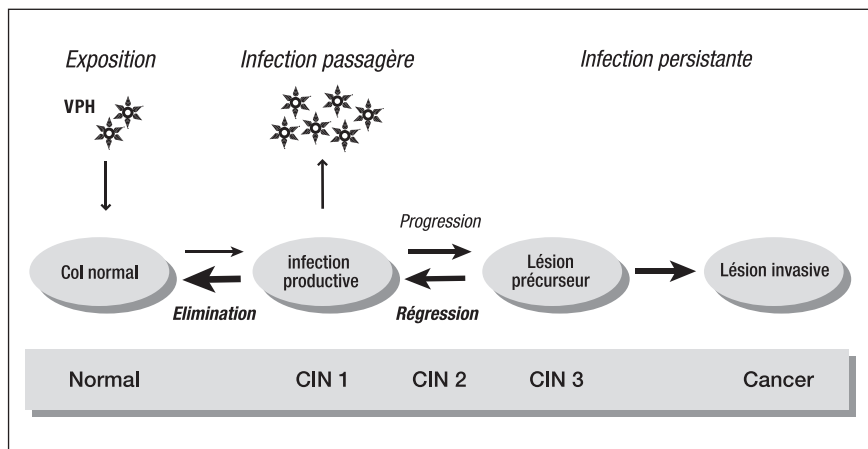 Exposition
Infection passagère
Infection persistante
VPH
Progression
Col normal
infection
productive
Lésion
précurseur
Lésion invasive
Elimination
Régression
Normal
CIN 1
CIN 2
CIN 3
Cancer